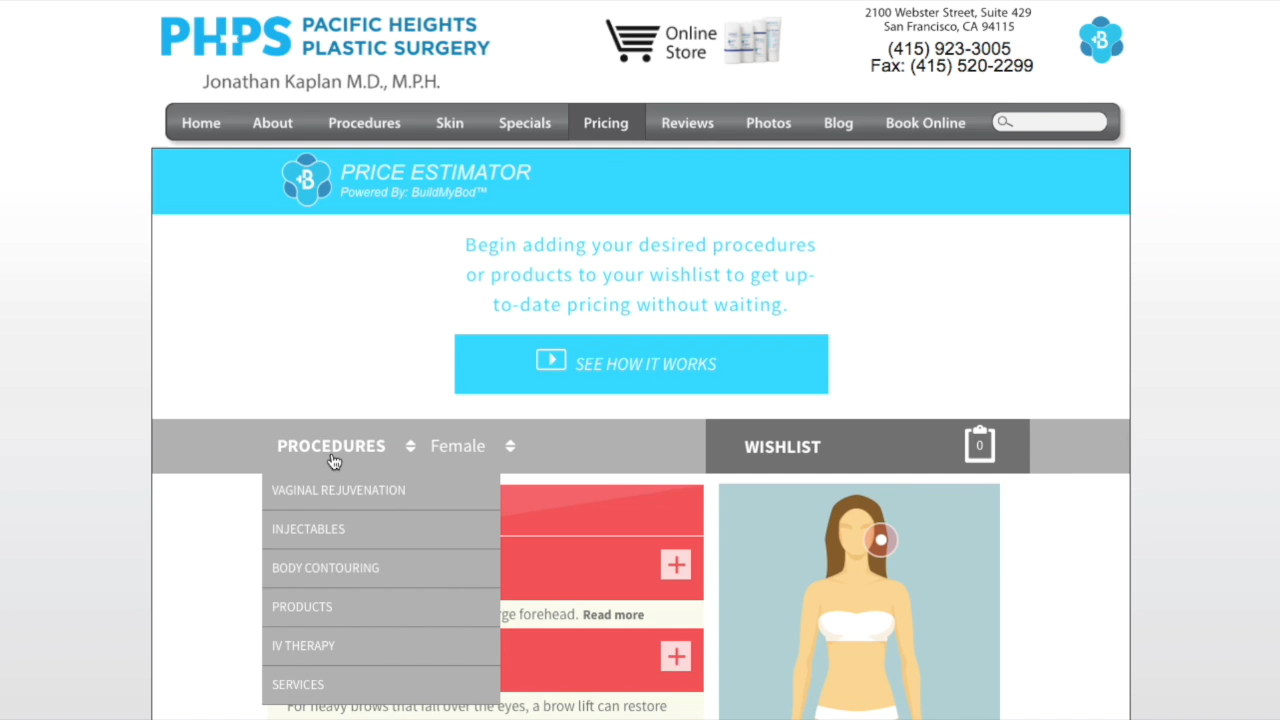 PHPS
PACIFIC HEIGHTS
PLASTIC SURGERY
Jonathan Kaplan M.D., M.P.H.
Online
Store
2100 Webster Street, Suite 429
San Francisco, CA 94115
(415) 923-3005
Fax: (415) 520-2299
B
Home About Procedures Skin Specials Pricing Reviews Photos Blog Book Online
B
PRICE ESTIMATOR
Powered By: BuildMyBod™
Begin adding your desired procedures
or products to your wishlist to get up-
to-date pricing without waiting.
SEE HOW IT WORKS
PROCEDURES Female WISHLIST 0
VAGINAL REJUVENATION
INJECTABLES
BODY CONTOURING
PRODUCTS
IV THERAPY
SERVICES
+
forehead. Read more
+
For heavy brows that fall over the eyes, a brow lift can restore